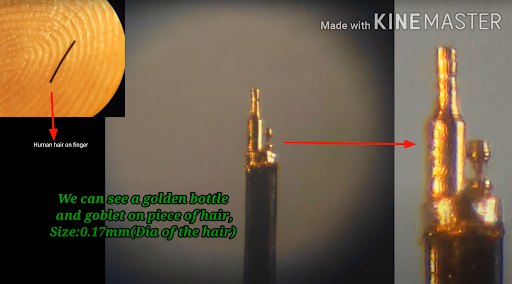 Made with KINEMASTER
Human hair on finger
We can see a golden bottle
and goblet on piece of hair,
Size:0.17mm(Dia of the hair)